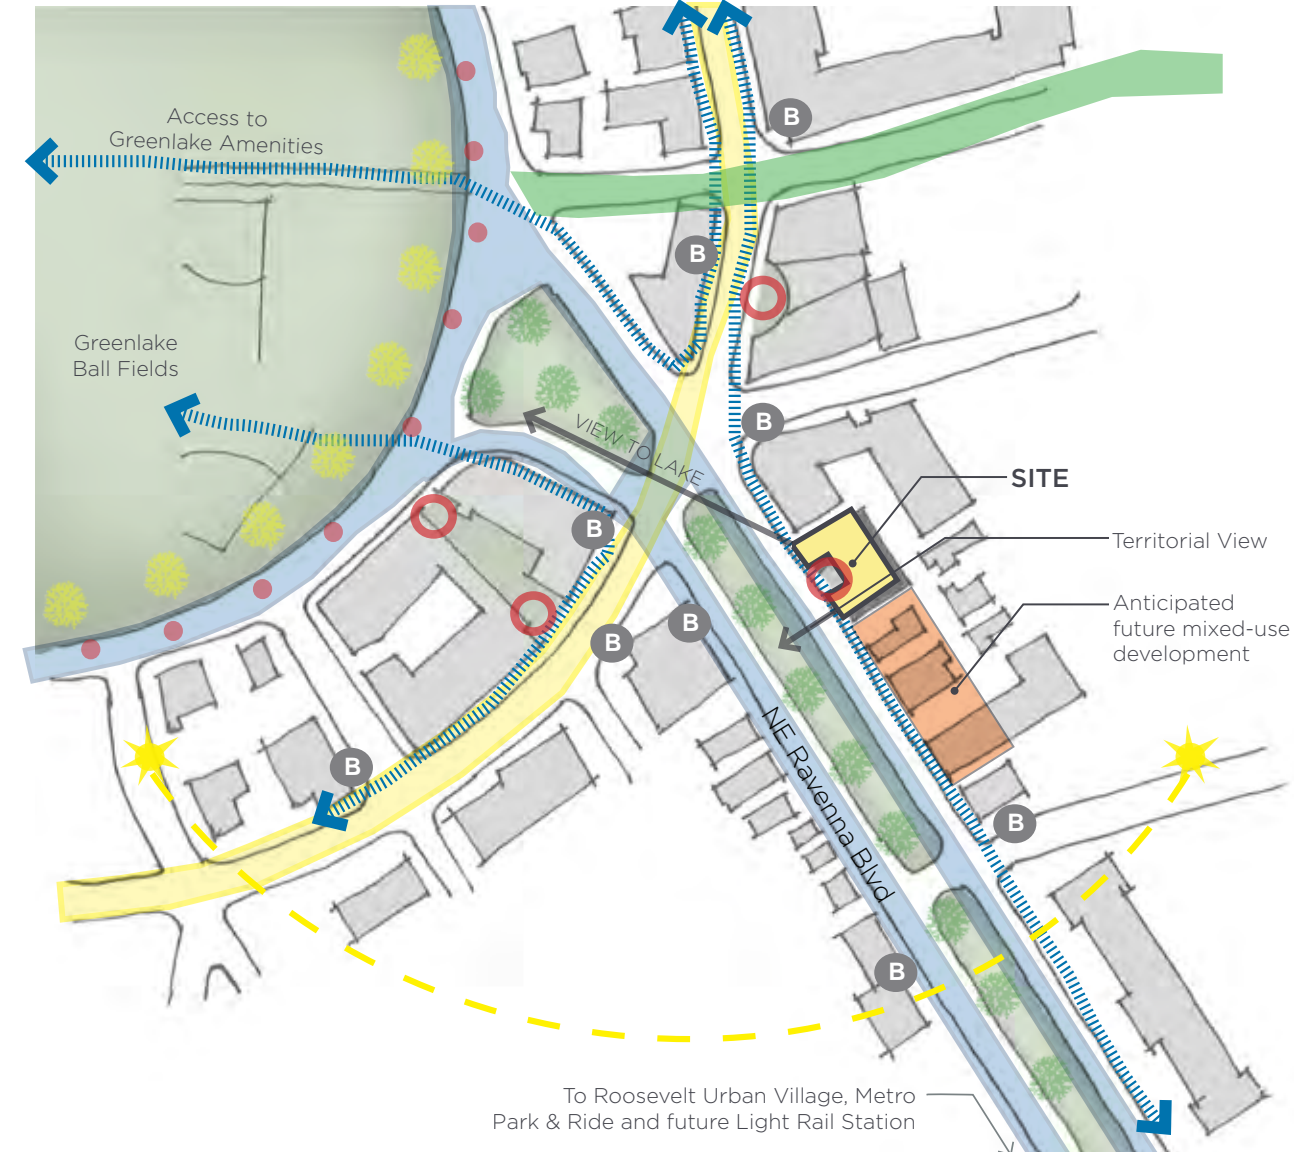 B
Access to
Greenlake Amenities
B
Greenlake
Ball Fields
B
VIEW TO LAKE
SITE
B
Territorial View
Anticipated
future mixed-use
development
B
B
NE Ravenna Blvd
B
B
B
To Roosevelt Urban Village, Metro
Park & Ride and future Light Rail Station